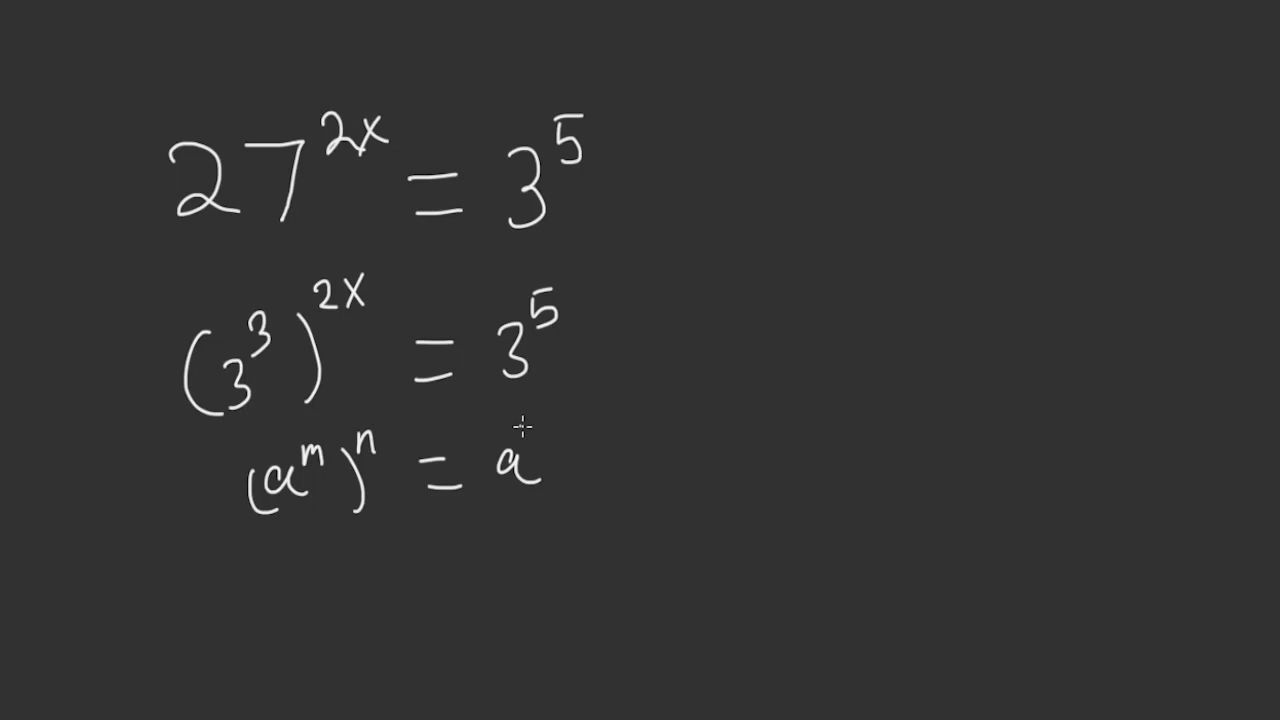 27^{2x} = 3^5
(3^3)^{2x} = 3^5
(a^m)^n = a